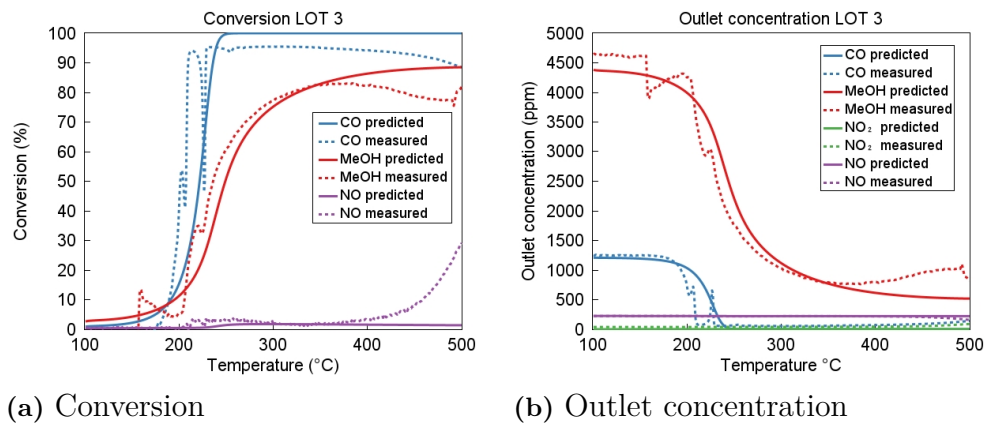 Conversion LOT 3
100
90
80
70
60
50
40
30
20
10
0
Conversion (%)
CO predicted
CO measured
MeOH predicted
MeOH measured
NO predicted
NO measured
100 200 300 400 500
Temperature (°C)
(a) Conversion
Outlet concentration LOT 3
5000
4500
4000
3500
3000
2500
2000
1500
1000
500
0
Outlet concentration (ppm)
CO predicted
CO measured
MeOH predicted
MeOH measured
NO₂ predicted
NO₂ measured
NO predicted
NO measured
100 200 300 400 500
Temperature °C
(b) Outlet concentration